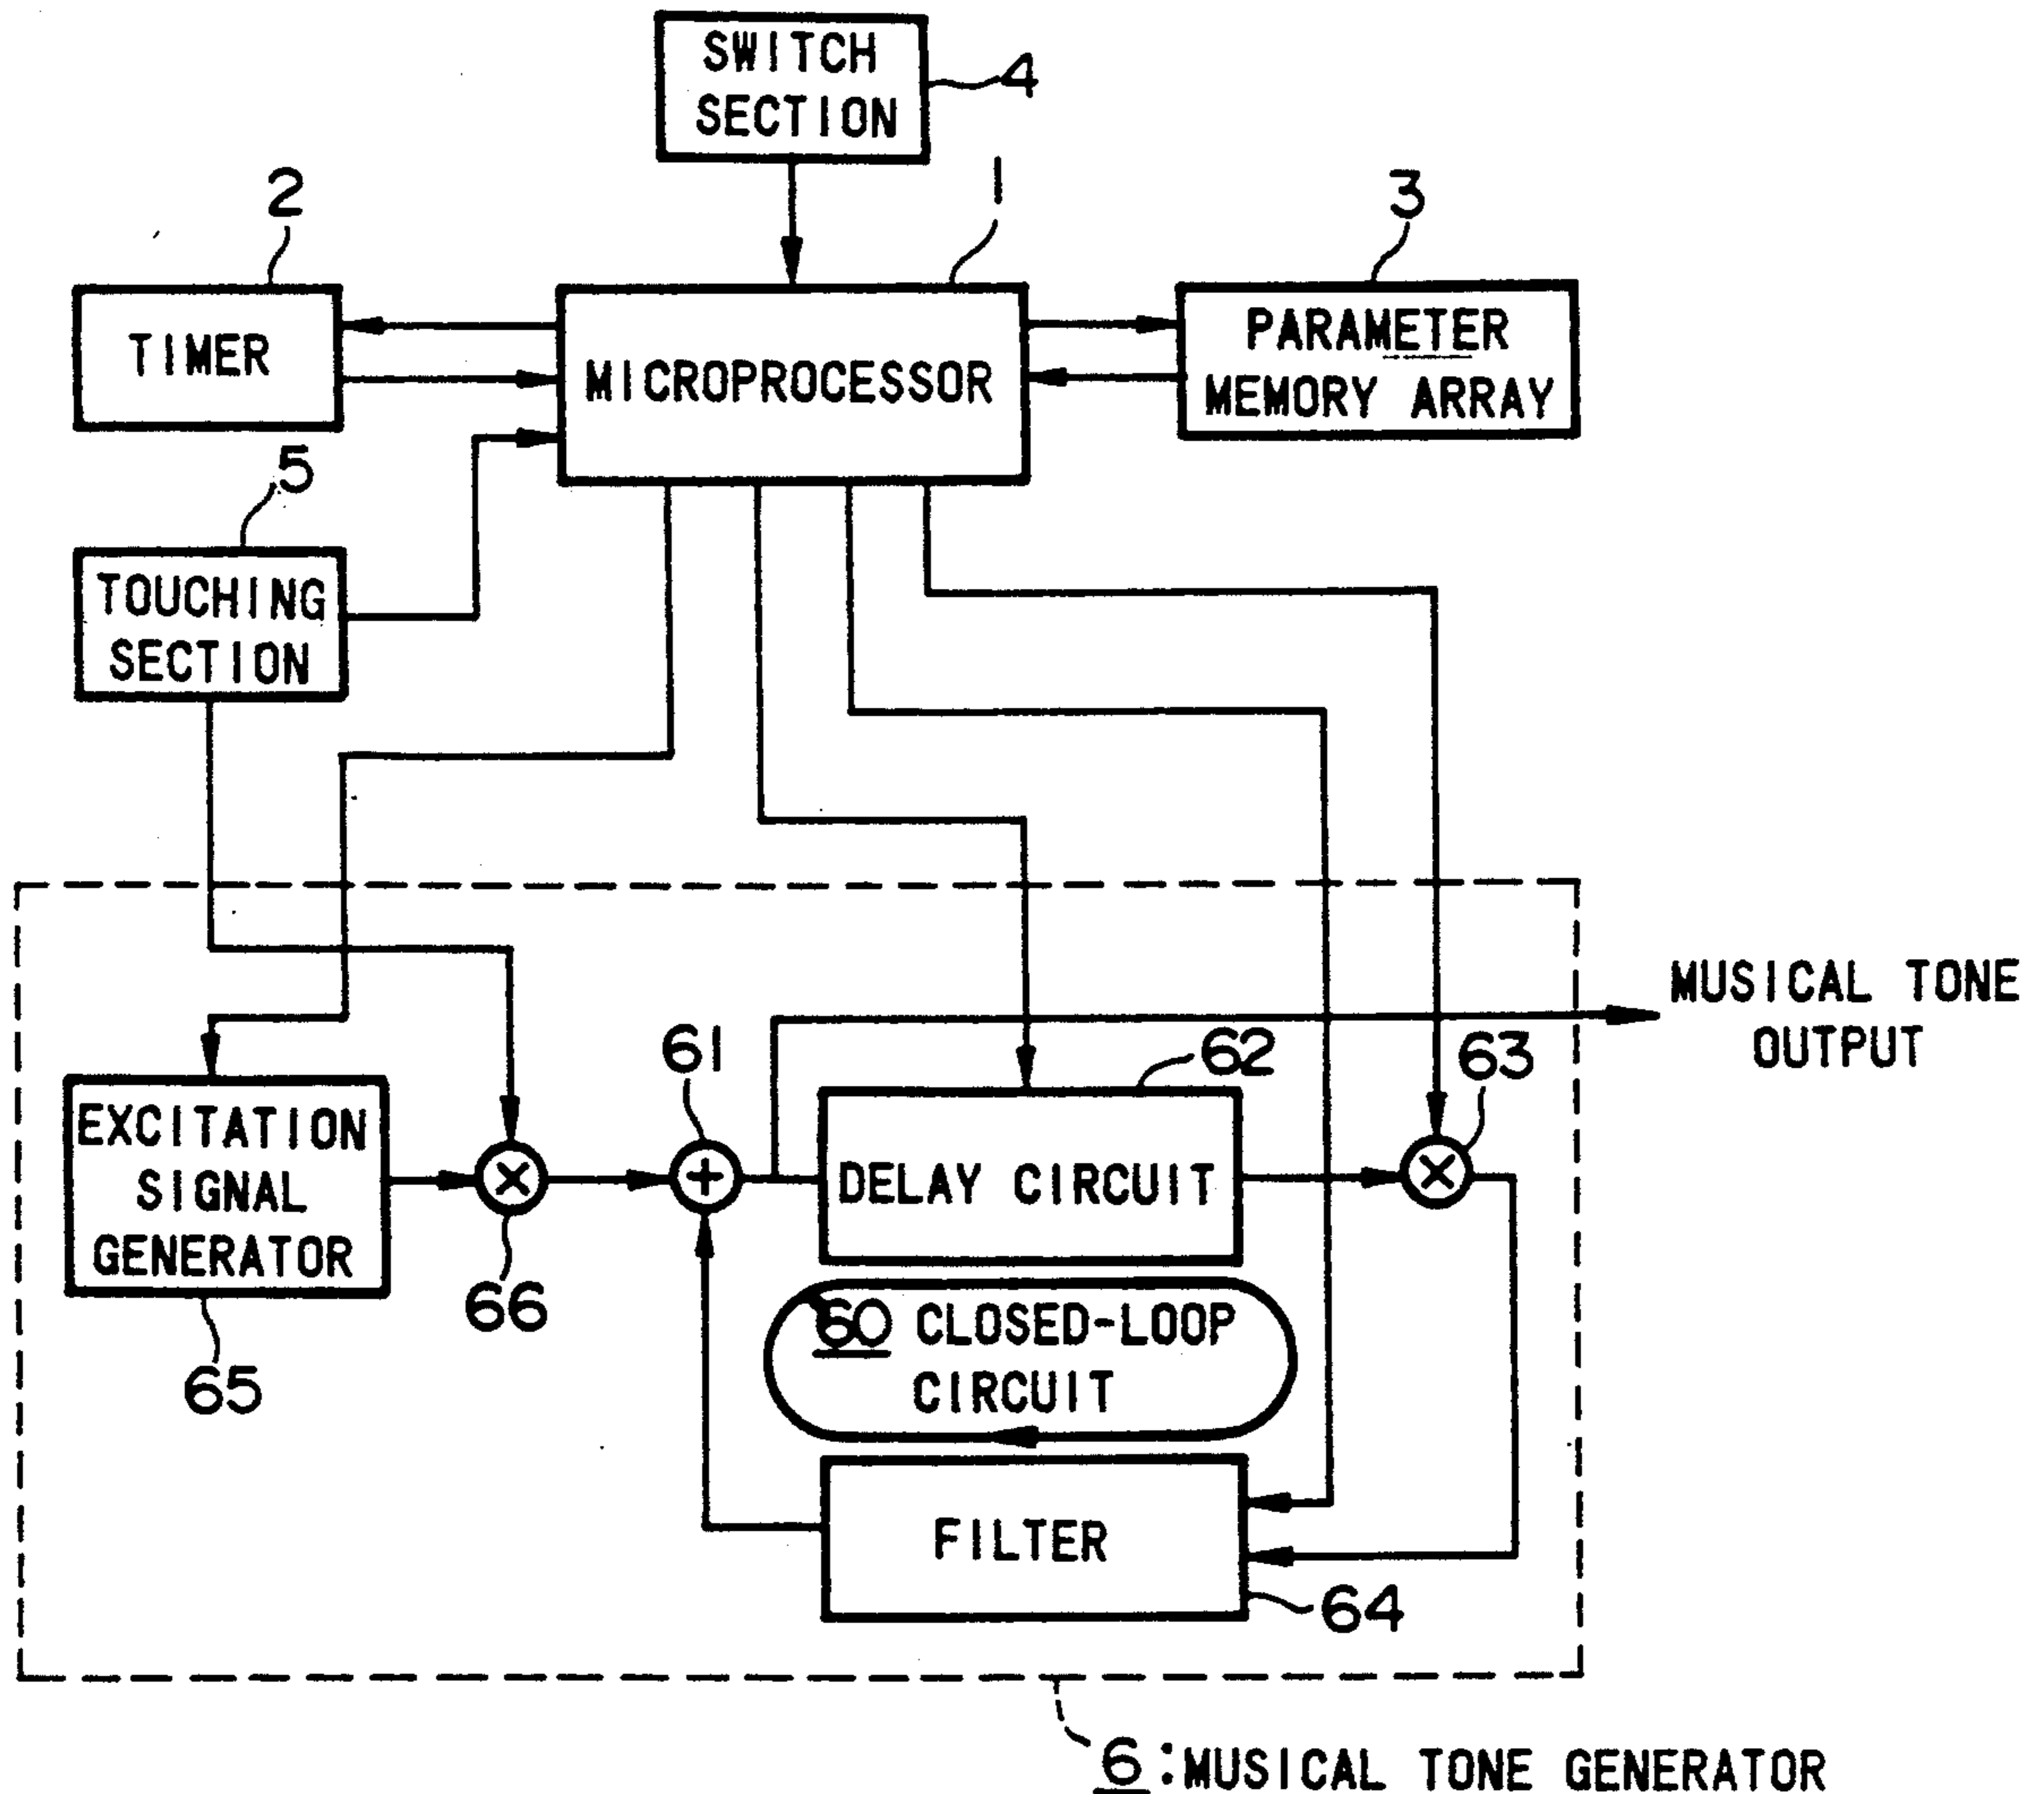 SWITCH
SECTION
4
1
2
3
TIMER
MICROPROCESSOR
PARAMETER
MEMORY ARRAY
5
TOUCHING
SECTION
MUSICAL TONE
OUTPUT
61
62
63
EXCITATION
SIGNAL
GENERATOR
×
+
DELAY CIRCUIT
×
66
65
60 CLOSED-LOOP
CIRCUIT
FILTER
64
6:MUSICAL TONE GENERATOR